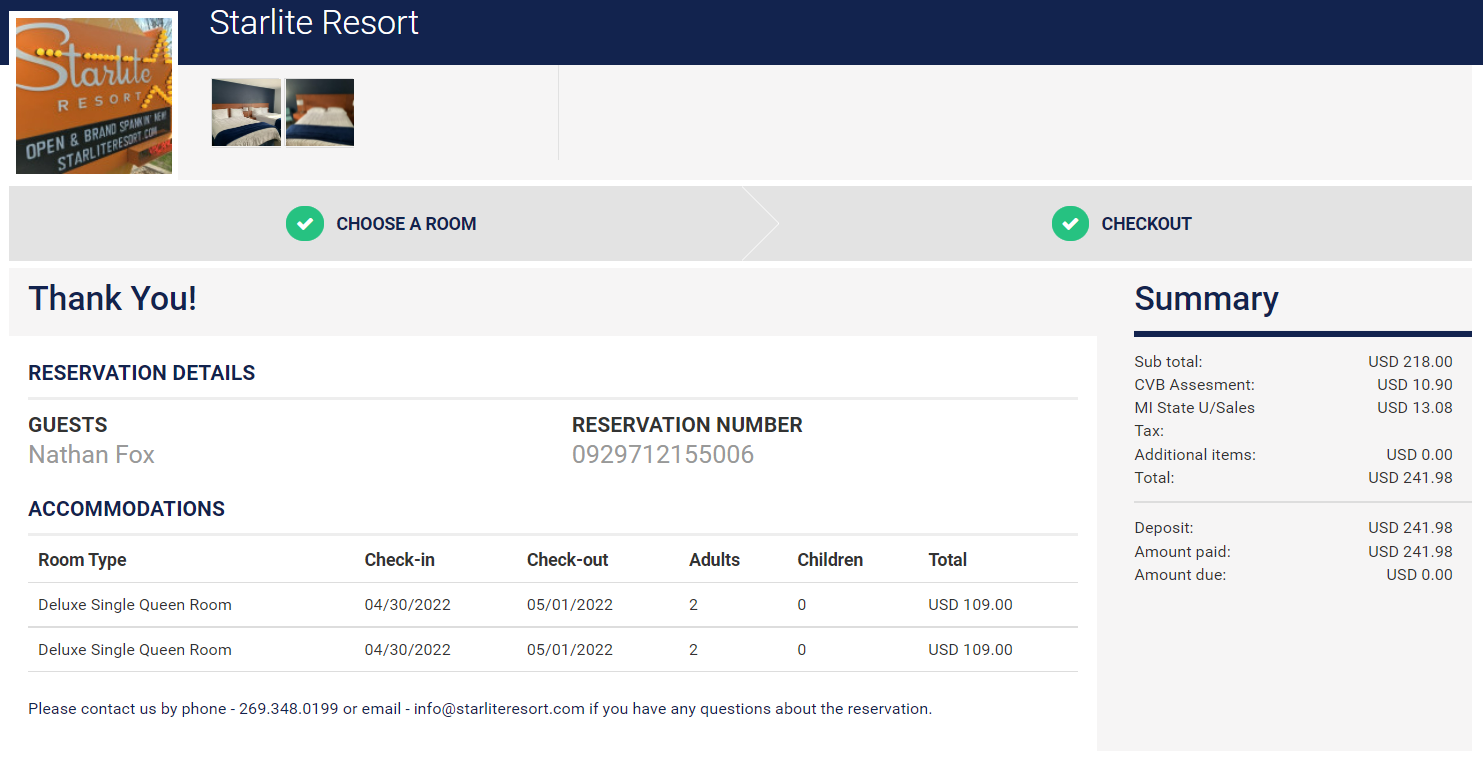 Starlite Resort
Starlite
RESORT
OPEN & BRAND SPANKIN' NEW!
STARLITERESORT.COM
CHOOSE A ROOM
CHECKOUT
Thank You!
RESERVATION DETAILS
GUESTS
Nathan Fox
RESERVATION NUMBER
0929712155006
ACCOMMODATIONS
Room Type Check-in Check-out Adults Children Total
Deluxe Single Queen Room 04/30/2022 05/01/2022 2 0 USD 109.00
Deluxe Single Queen Room 04/30/2022 05/01/2022 2 0 USD 109.00
Please contact us by phone - 269.348.0199 or email - info@starliteresort.com if you have any questions about the reservation.
Summary
Sub total: USD 218.00
CVB Assesment: USD 10.90
MI State U/Sales USD 13.08
Tax:
Additional items: USD 0.00
Total: USD 241.98
Deposit: USD 241.98
Amount paid: USD 241.98
Amount due: USD 0.00